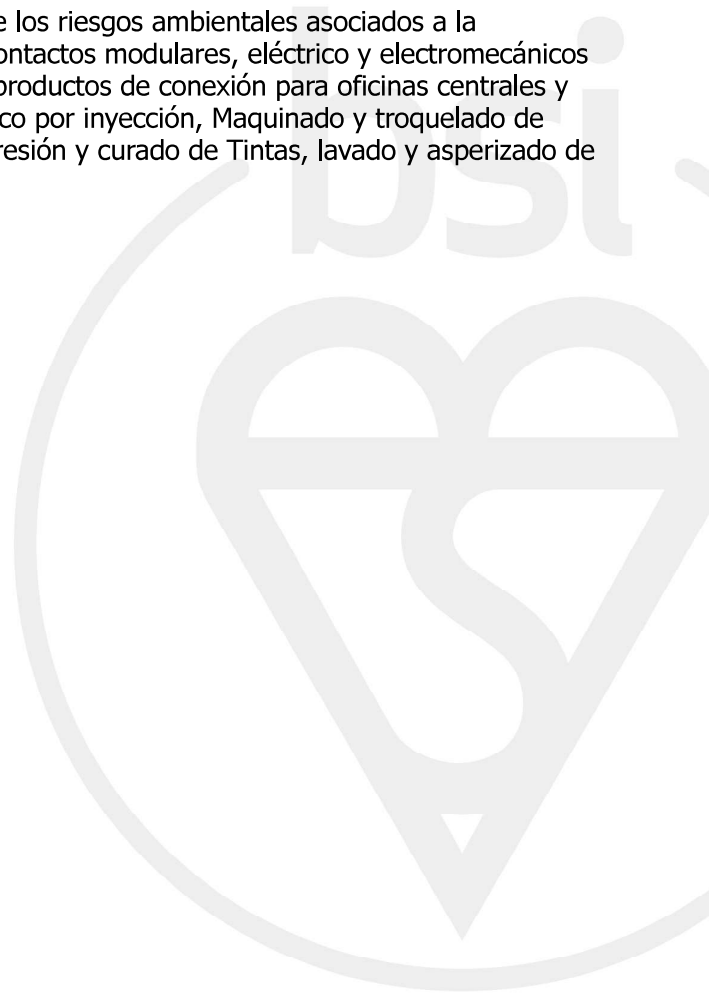 e los riesgos ambientales asociados a la
ontactos modulares, eléctrico y electromecánicos
productos de conexión para oficinas centrales y
co por inyección, Maquinado y troquelado de
resión y curado de Tintas, lavado y asperizado de
bsi